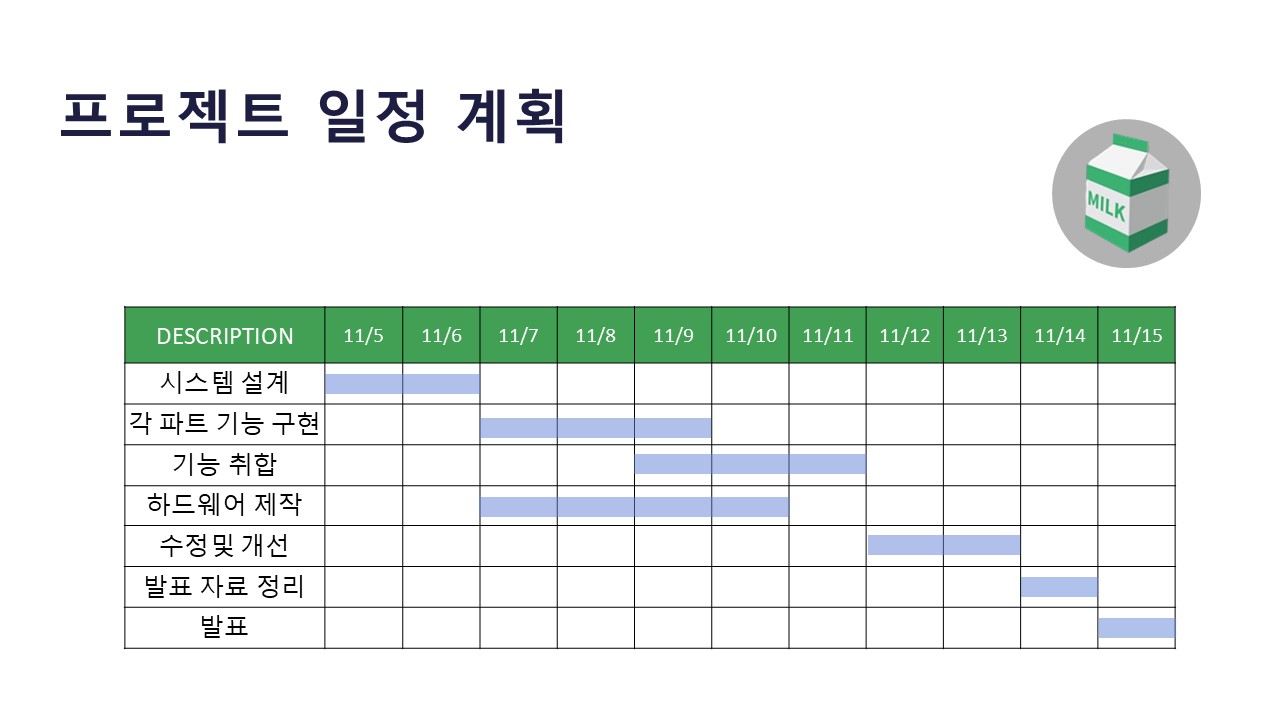 프로젝트 일정 계획
MILK
DESCRIPTION 11/5 11/6 11/7 11/8 11/9 11/10 11/11 11/12 11/13 11/14 11/15
시스템 설계
각 파트 기능 구현
기능 취합
하드웨어 제작
수정및 개선
발표 자료 정리
발표